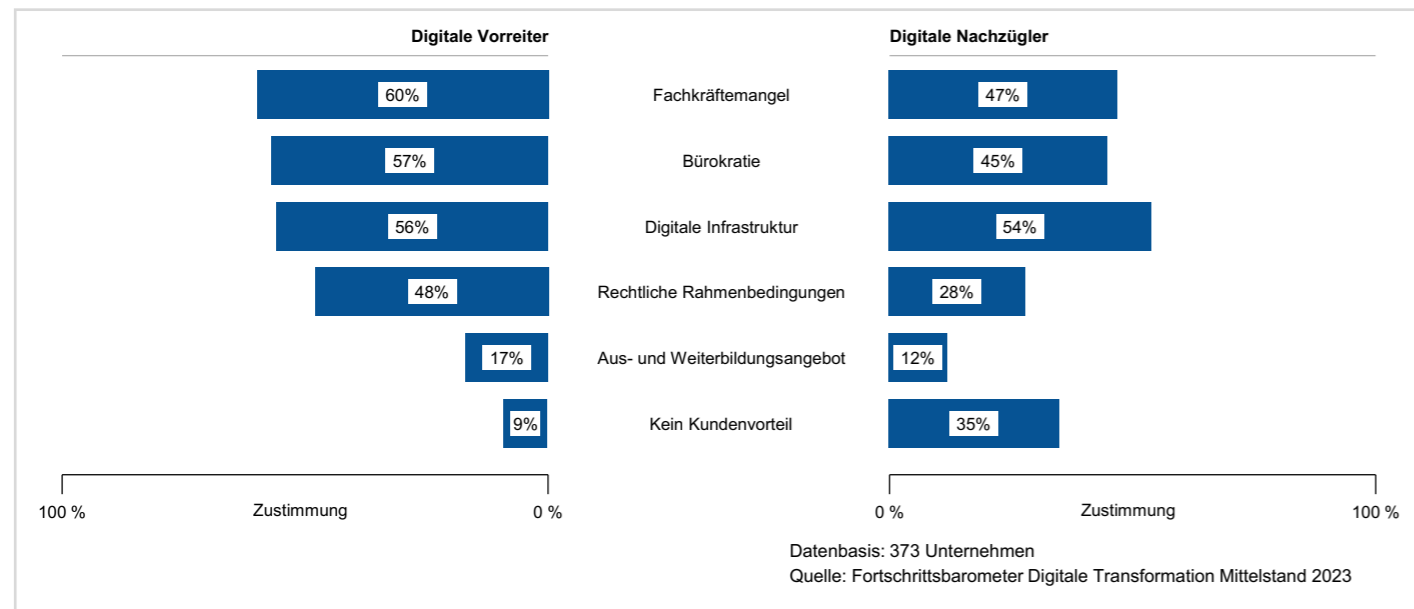 Digitale Vorreiter Digitale Nachzügler
60% Fachkräftemangel 47%
57% Bürokratie 45%
56% Digitale Infrastruktur 54%
48% Rechtliche Rahmenbedingungen 28%
17% Aus- und Weiterbildungsangebot 12%
9% Kein Kundenvorteil 35%
100 % Zustimmung 0 % 0 % Zustimmung 100 %
Datenbasis: 373 Unternehmen
Quelle: Fortschrittsbarometer Digitale Transformation Mittelstand 2023